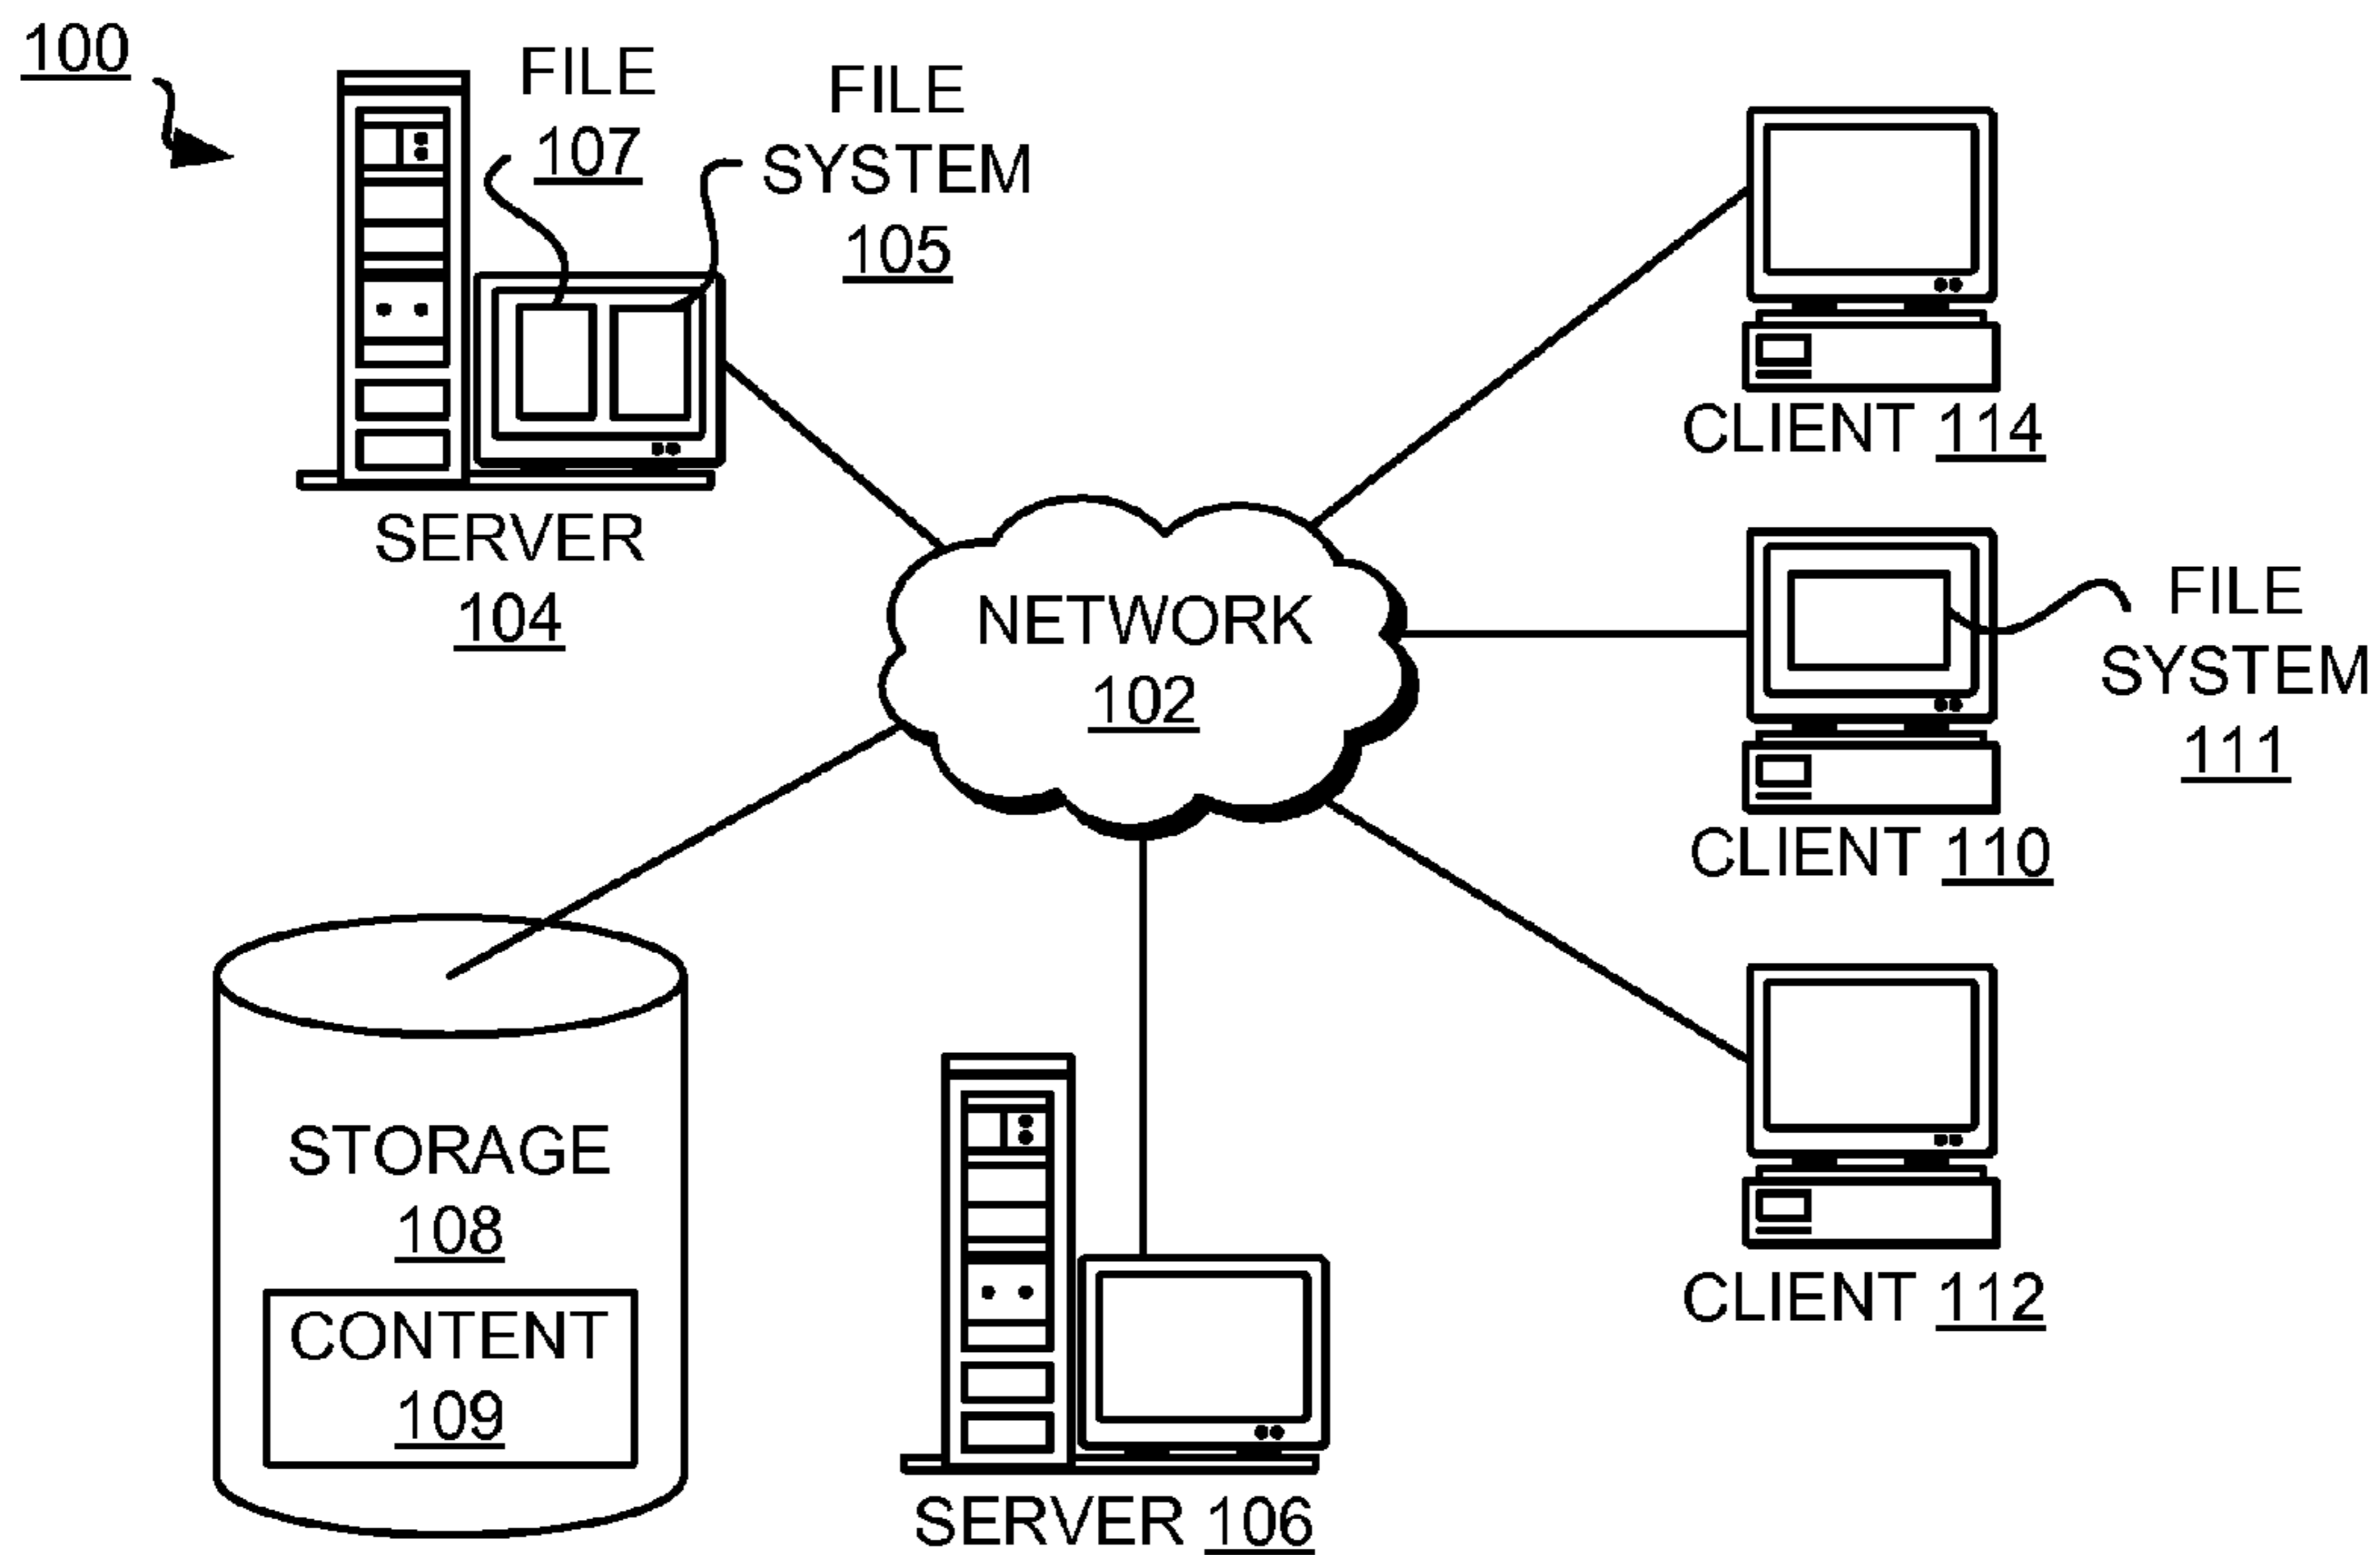 100
FILE
107
FILE
SYSTEM
105
SERVER
104
NETWORK
102
CLIENT 114
FILE
SYSTEM
111
CLIENT 110
STORAGE
108
CONTENT
109
CLIENT 112
SERVER 106